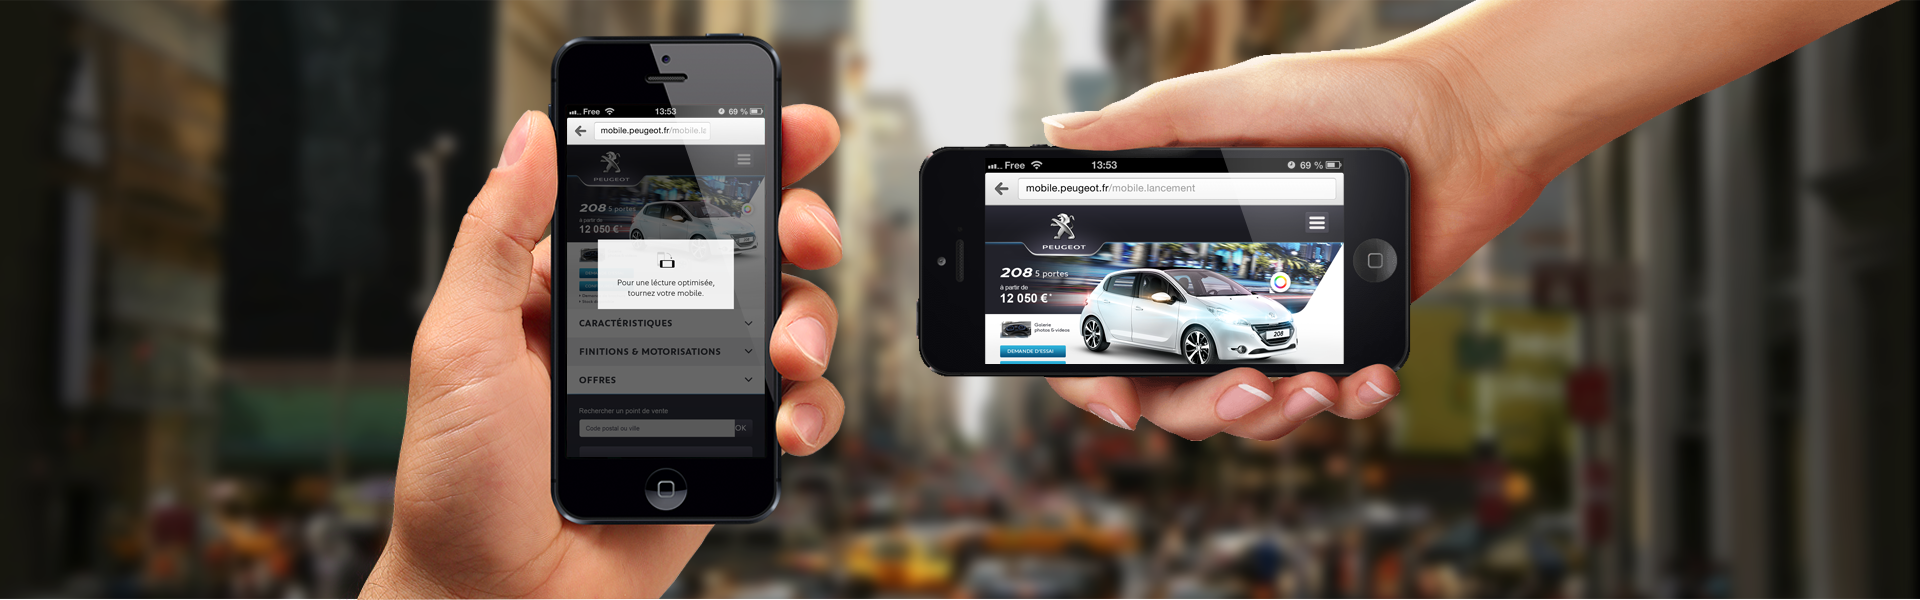 Free 13:53 69 %
mobile.peugeot.fr/mobile.la
PEUGEOT
208 5 portes
à partir de
12 050 €*
Pour une lécture optimisée,
tournez votre mobile.
CARACTÉRISTIQUES
FINITIONS & MOTORISATIONS
OFFRES
Rechercher un point de vente
Code postal ou ville OK
Free 13:53 69 %
mobile.peugeot.fr/mobile.lancement
PEUGEOT
208 5 portes
à partir de
12 050 €*
Galerie
photos & videos
DEMANDE D'ESSAI
208